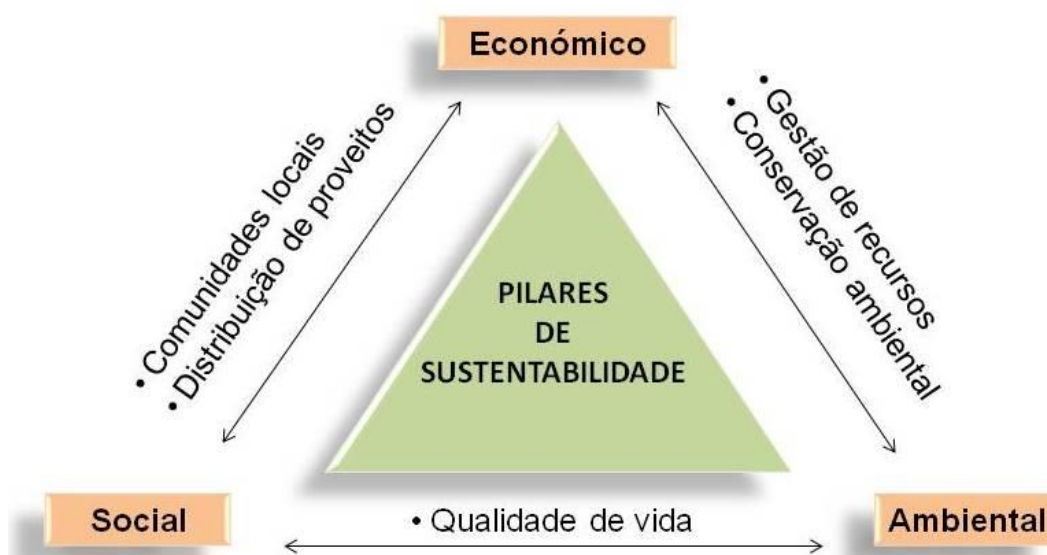 Económico
• Comunidades locais
• Distribuição de proveitos
• Gestão de recursos
• Conservação ambiental
PILARES
DE
SUSTENTABILIDADE
Social
• Qualidade de vida
Ambiental